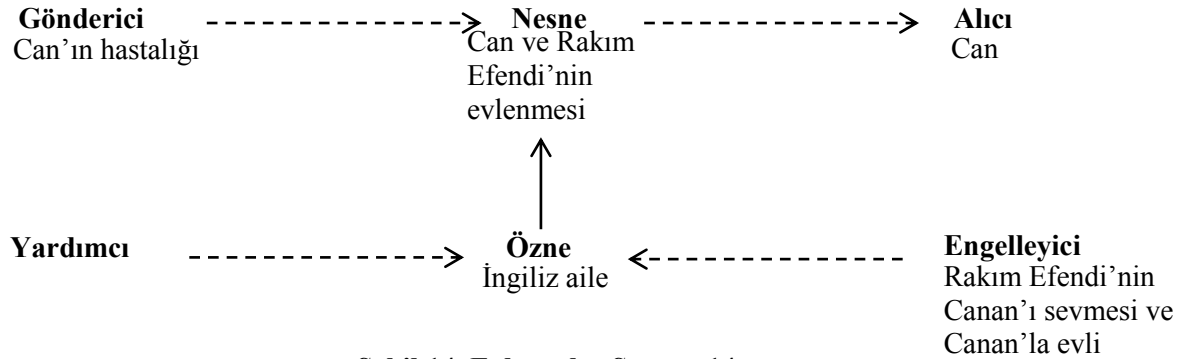 Gönderici
Can’ın hastalığı
Nesne
Can ve Rakım
Efendi’nin
evlenmesi
Alıcı
Can
Yardımcı
Özne
İngiliz aile
Engelleyici
Rakım Efendi’nin
Canan’ı sevmesi ve
Canan’la evli